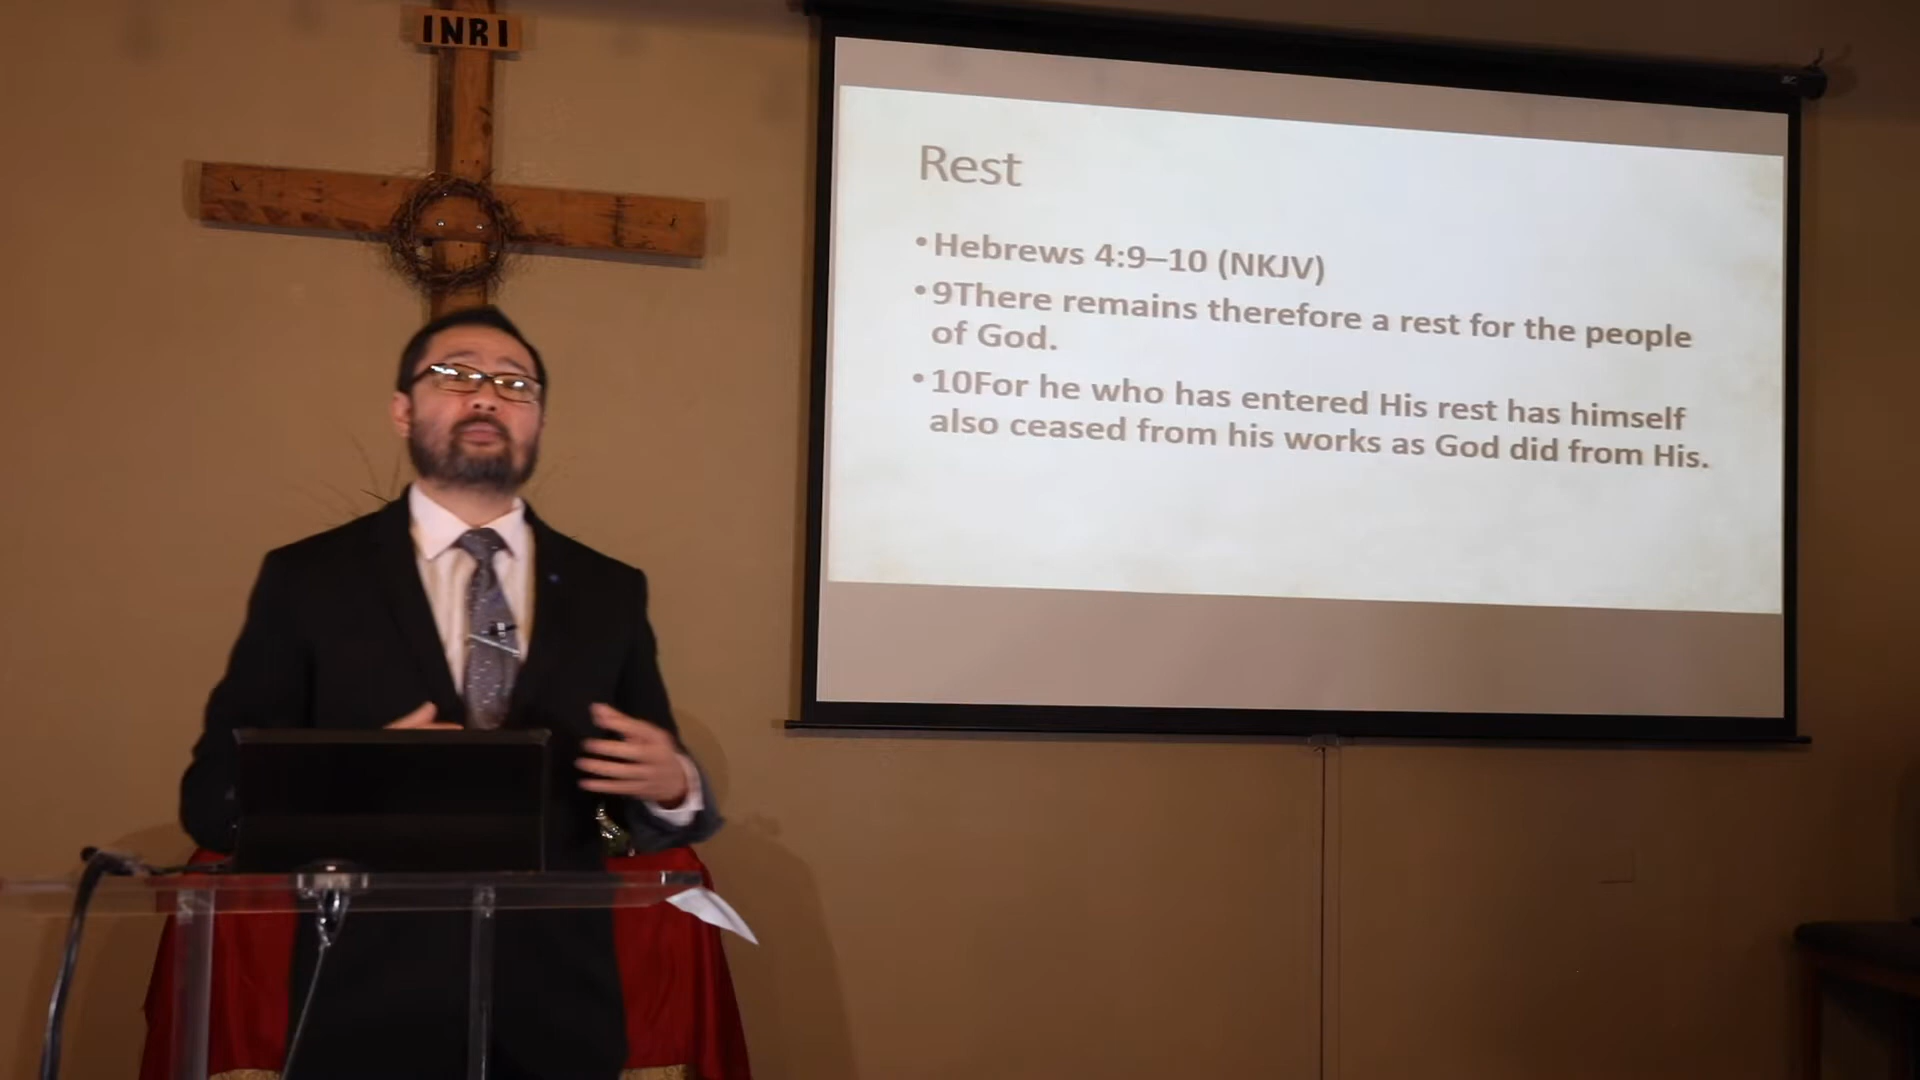 INRI
Rest
•Hebrews 4:9–10 (NKJV)
•9There remains therefore a rest for the people
of God.
•10For he who has entered His rest has himself
also ceased from his works as God did from His.